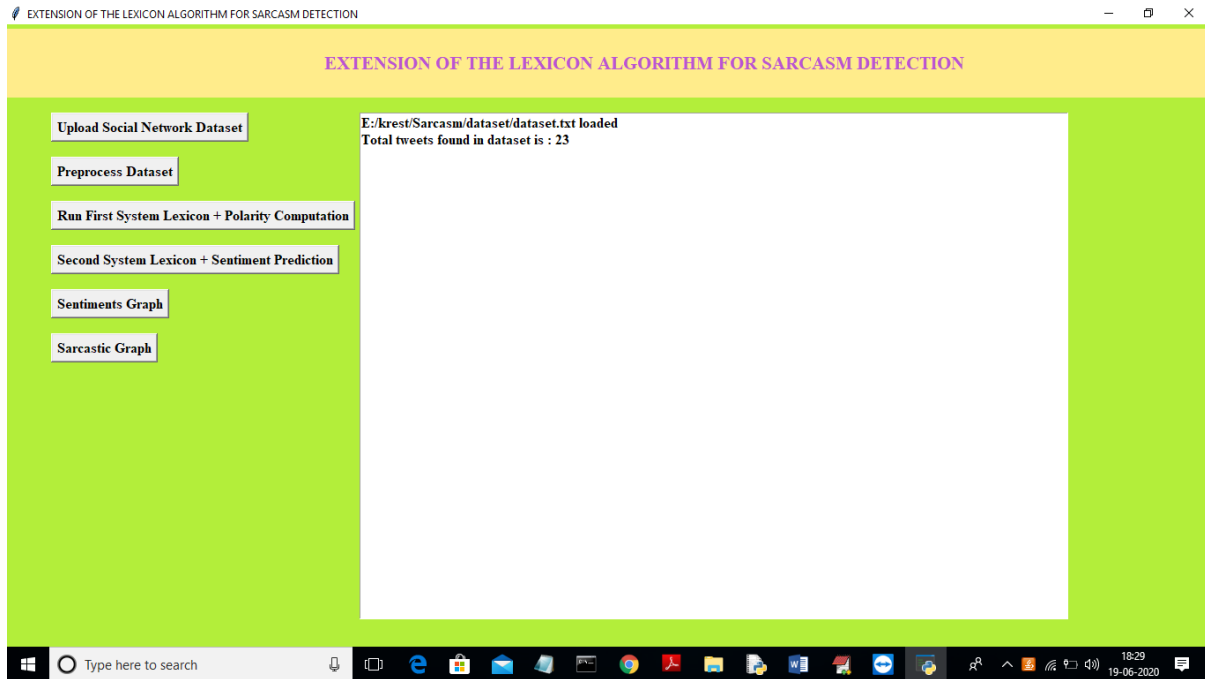 EXTENSION OF THE LEXICON ALGORITHM FOR SARCASM DETECTION
EXTENSION OF THE LEXICON ALGORITHM FOR SARCASM DETECTION
Upload Social Network Dataset
Preprocess Dataset
Run First System Lexicon + Polarity Computation
Second System Lexicon + Sentiment Prediction
Sentiments Graph
Sarcastic Graph
E:/krest/Sarcasm/dataset/dataset.txt loaded
Total tweets found in dataset is : 23
Type here to search
18:29
19-06-2020